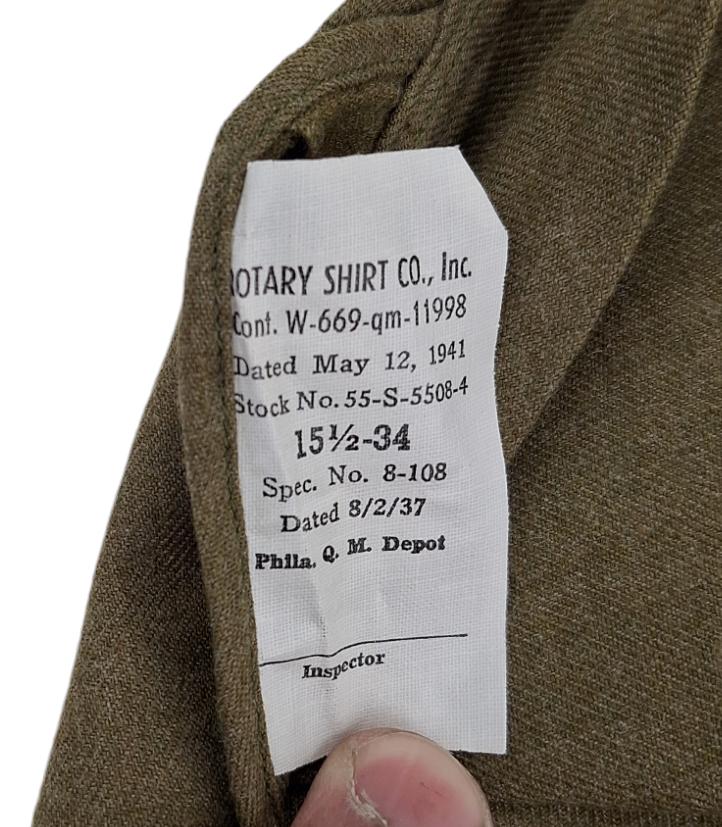 ROTARY SHIRT CO., Inc.
Cont. W-669-qm-11998
Dated May 12, 1941
Stock No. 55-S-5508-4
15½-34
Spec. No. 8-108
Dated 8/2/37
Phila. Q. M. Depot
Inspector